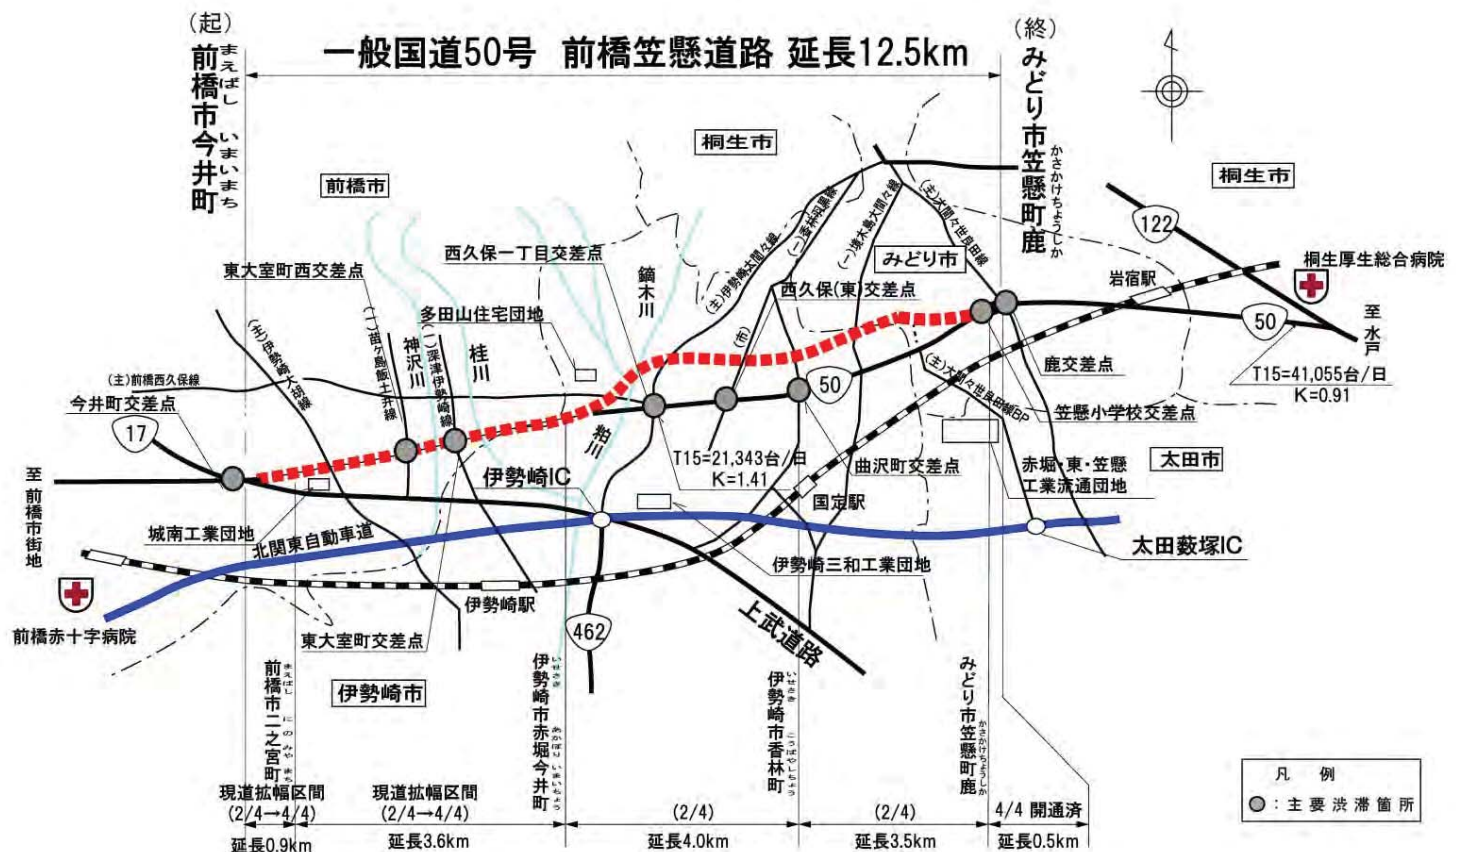 (起)
前橋市今井町
まえばし いまいまち
一般国道50号 前橋笠懸道路 延長12.5km
(終)
みどり市笠懸町鹿
かさかけちょうしか
桐生市
前橋市
桐生市
122
みどり市
岩宿駅
桐生厚生総合病院
東大室町西交差点
西久保一丁目交差点
鏑木川
(主)伊勢崎大間々線
(一)香林羽黒線
(一)境木島大間々線
(主)大間々世良田線
西久保(東)交差点
多田山住宅団地
(市)
(主)伊勢崎大胡線
(一)苗ヶ島飯土井線
神沢川
(一)深津伊勢崎線
桂川
(主)前橋西久保線
今井町交差点
17
50
50
至水戸
鹿交差点
T15=41,055台/日
K=0.91
(主)大間々世良田線BP
笠懸小学校交差点
粕川
T15=21,343台/日
K=1.41
曲沢町交差点
伊勢崎IC
国定駅
赤堀・東・笠懸
工業流通団地
太田市
至前橋市街地
城南工業団地
北関東自動車道
伊勢崎三和工業団地
太田薮塚IC
伊勢崎駅
前橋赤十字病院
東大室町交差点
462
上武道路
伊勢崎市
前橋市二之宮町
まえばし にのみやまち
伊勢崎市赤堀今井町
いせさき あかぼりいまいちょう
伊勢崎市香林町
いせさき こうばやしちょう
みどり市笠懸町鹿
かさかけちょうしか
現道拡幅区間
(2/4→4/4)
延長0.9km
現道拡幅区間
(2/4→4/4)
延長3.6km
(2/4)
延長4.0km
(2/4)
延長3.5km
4/4 開通済
延長0.5km
凡 例
:主要渋滞箇所